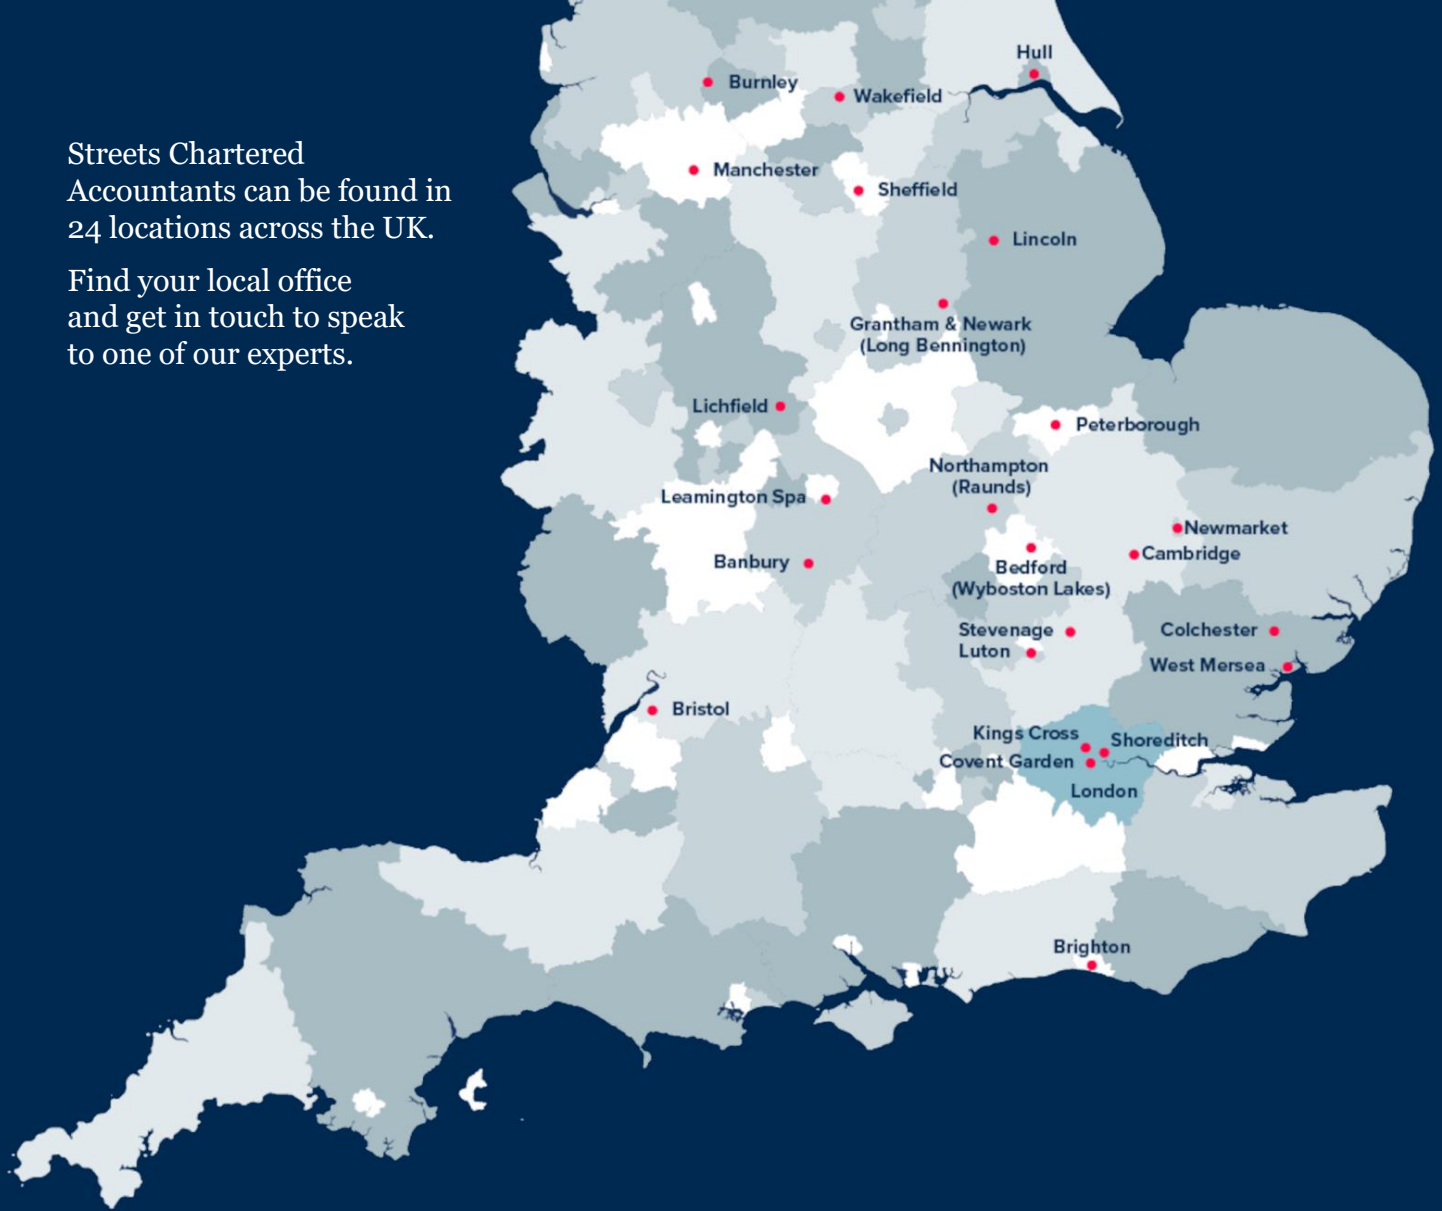 Streets Chartered
Accountants can be found in
24 locations across the UK.
Find your local office
and get in touch to speak
to one of our experts.
Hull
Burnley
Wakefield
Manchester
Sheffield
Lincoln
Grantham & Newark
(Long Bennington)
Lichfield
Peterborough
Northampton
(Raunds)
Leamington Spa
Newmarket
Cambridge
Banbury
Bedford
(Wyboston Lakes)
Stevenage
Luton
Colchester
West Mersea
Bristol
Kings Cross
Shoreditch
Covent Garden
London
Brighton